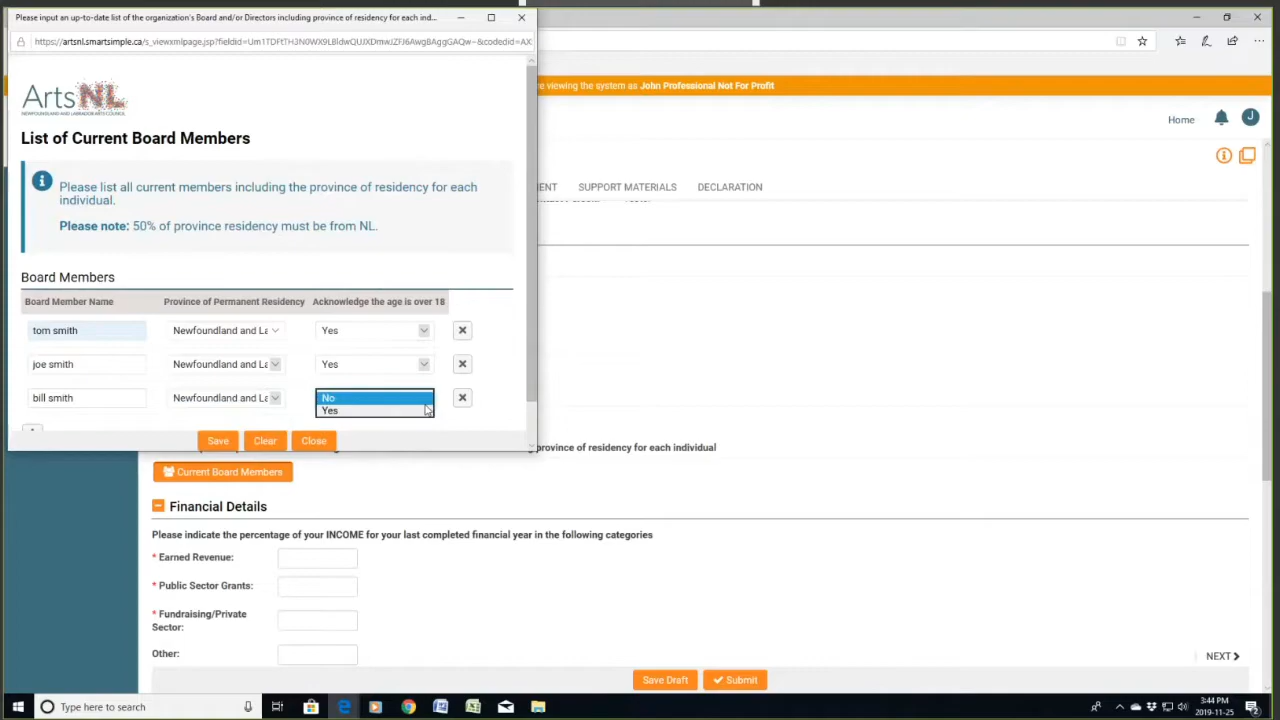 Please input an up-to-date list of the organization's Board and/or Directors including province of residency for each ind...
https://artsnl.smartsimple.ca/s_viewxmlpage.jsp?fieldid=
e viewing the system as John Professional Not For Profit
ArtsNL
NEWFOUNDLAND AND LABRADOR ARTS COUNCIL
Home
J
List of Current Board Members
Please list all current members including the province of residency for each
individual.
Please note: 50% of province residency must be from NL.
MENT SUPPORT MATERIALS DECLARATION
Board Members
Board Member Name Province of Permanent Residency Acknowledge the age is over 18
tom smith Newfoundland and La Yes
joe smith Newfoundland and La Yes
bill smith Newfoundland and La No
Yes
Save Clear Close
province of residency for each individual
Current Board Members
Financial Details
Please indicate the percentage of your INCOME for your last completed financial year in the following categories
* Earned Revenue:
* Public Sector Grants:
* Fundraising/Private
Sector:
Other:
NEXT
Save Draft Submit
Type here to search
3:44 PM
2019-11-25
2